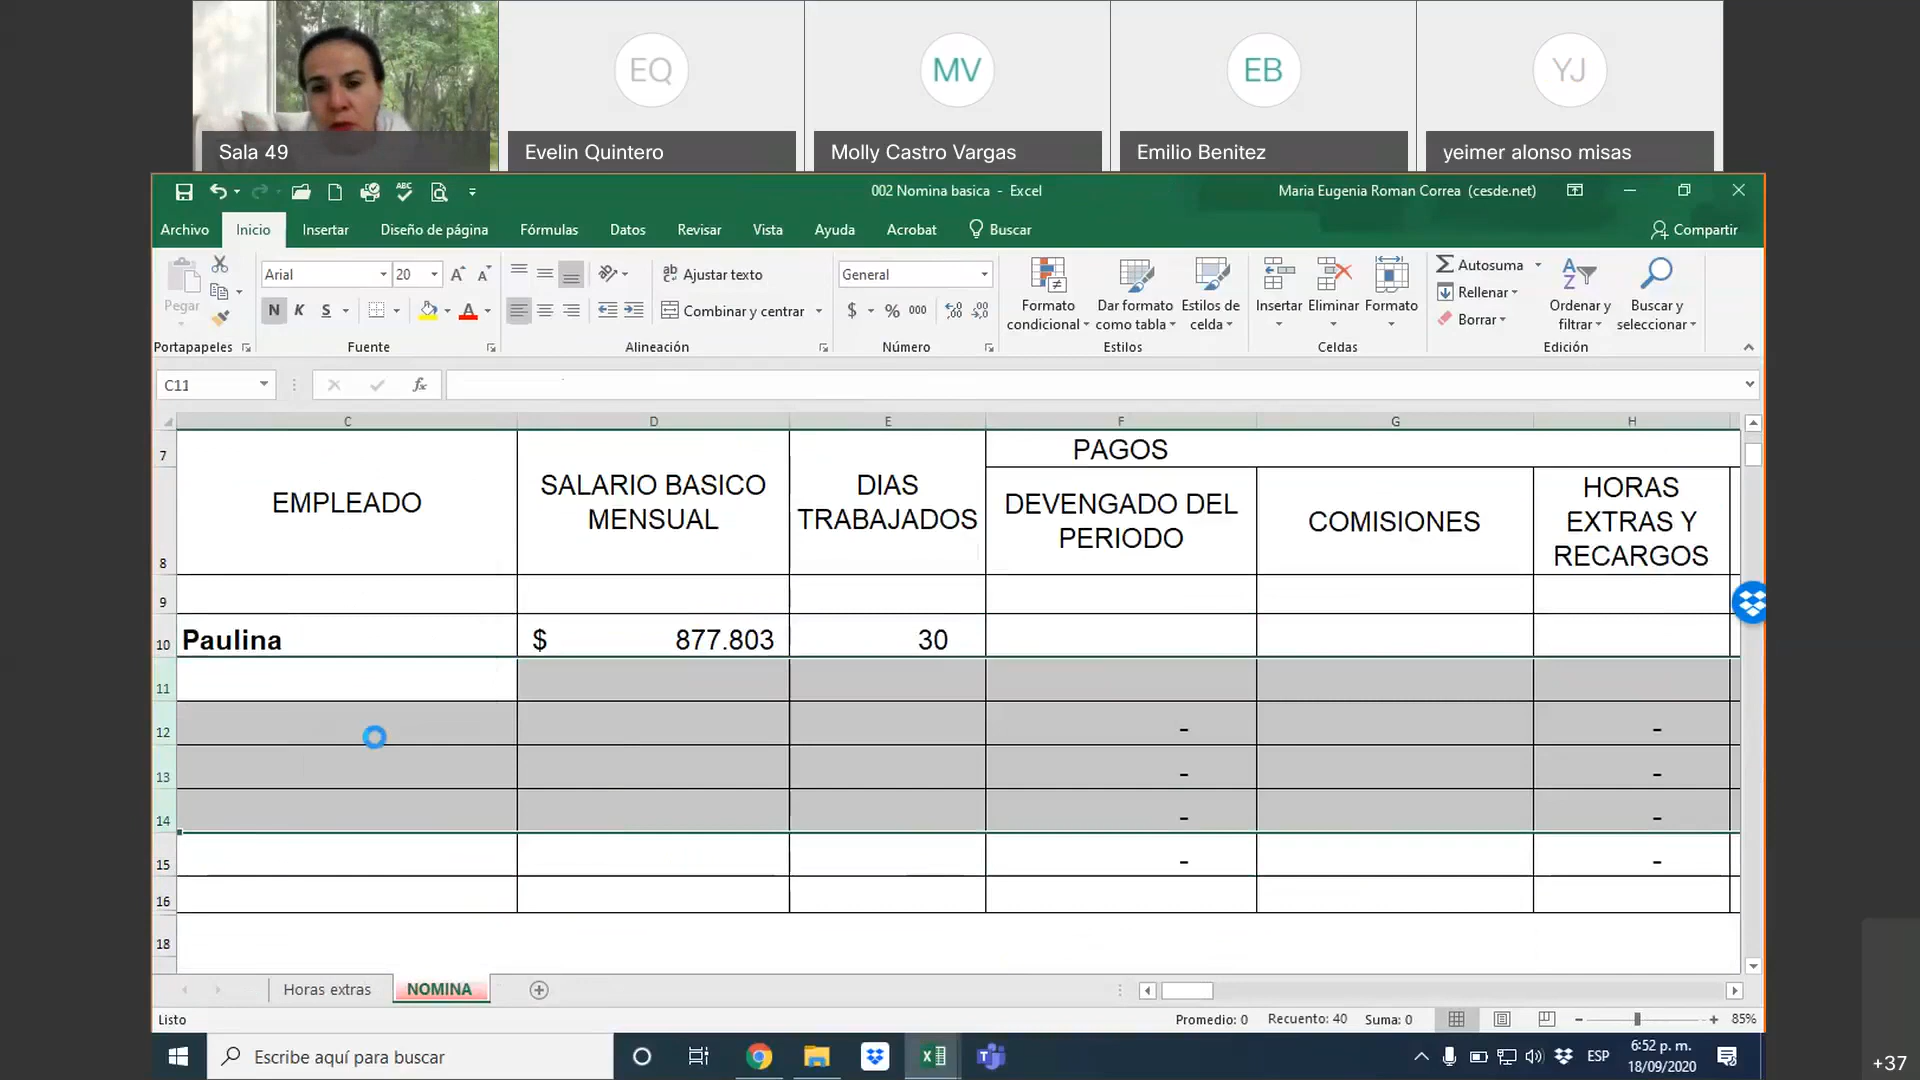 EQ
MV
EB
YJ
Sala 49
Evelin Quintero
Molly Castro Vargas
Emilio Benitez
yeimer alonso misas
ABC
002 Nomina basica - Excel
Maria Eugenia Roman Correa (cesde.net)
Archivo
Inicio
Insertar
Diseño de página
Fórmulas
Datos
Revisar
Vista
Ayuda
Acrobat
Buscar
Compartir
Pegar
Arial
20
N K S
Ajustar texto
Combinar y centrar
General
$ % 000
Formato condicional
Dar formato como tabla
Estilos de celda
Insertar
Eliminar
Formato
Autosuma
Rellenar
Borrar
Ordenar y filtrar
Buscar y seleccionar
Portapapeles
Fuente
Alineación
Número
Estilos
Celdas
Edición
C11
fx
C D E F G H
7
PAGOS
8
EMPLEADO
SALARIO BASICO
MENSUAL
DIAS
TRABAJADOS
DEVENGADO DEL
PERIODO
COMISIONES
HORAS
EXTRAS Y
RECARGOS
9
10 Paulina $ 877.803 30
11
12 - -
13 - -
14 - -
15 - -
16
18
Horas extras
NOMINA
Listo
Promedio: 0
Recuento: 40
Suma: 0
85%
Escribe aquí para buscar
ESP
6:52 p. m.
18/09/2020
+37